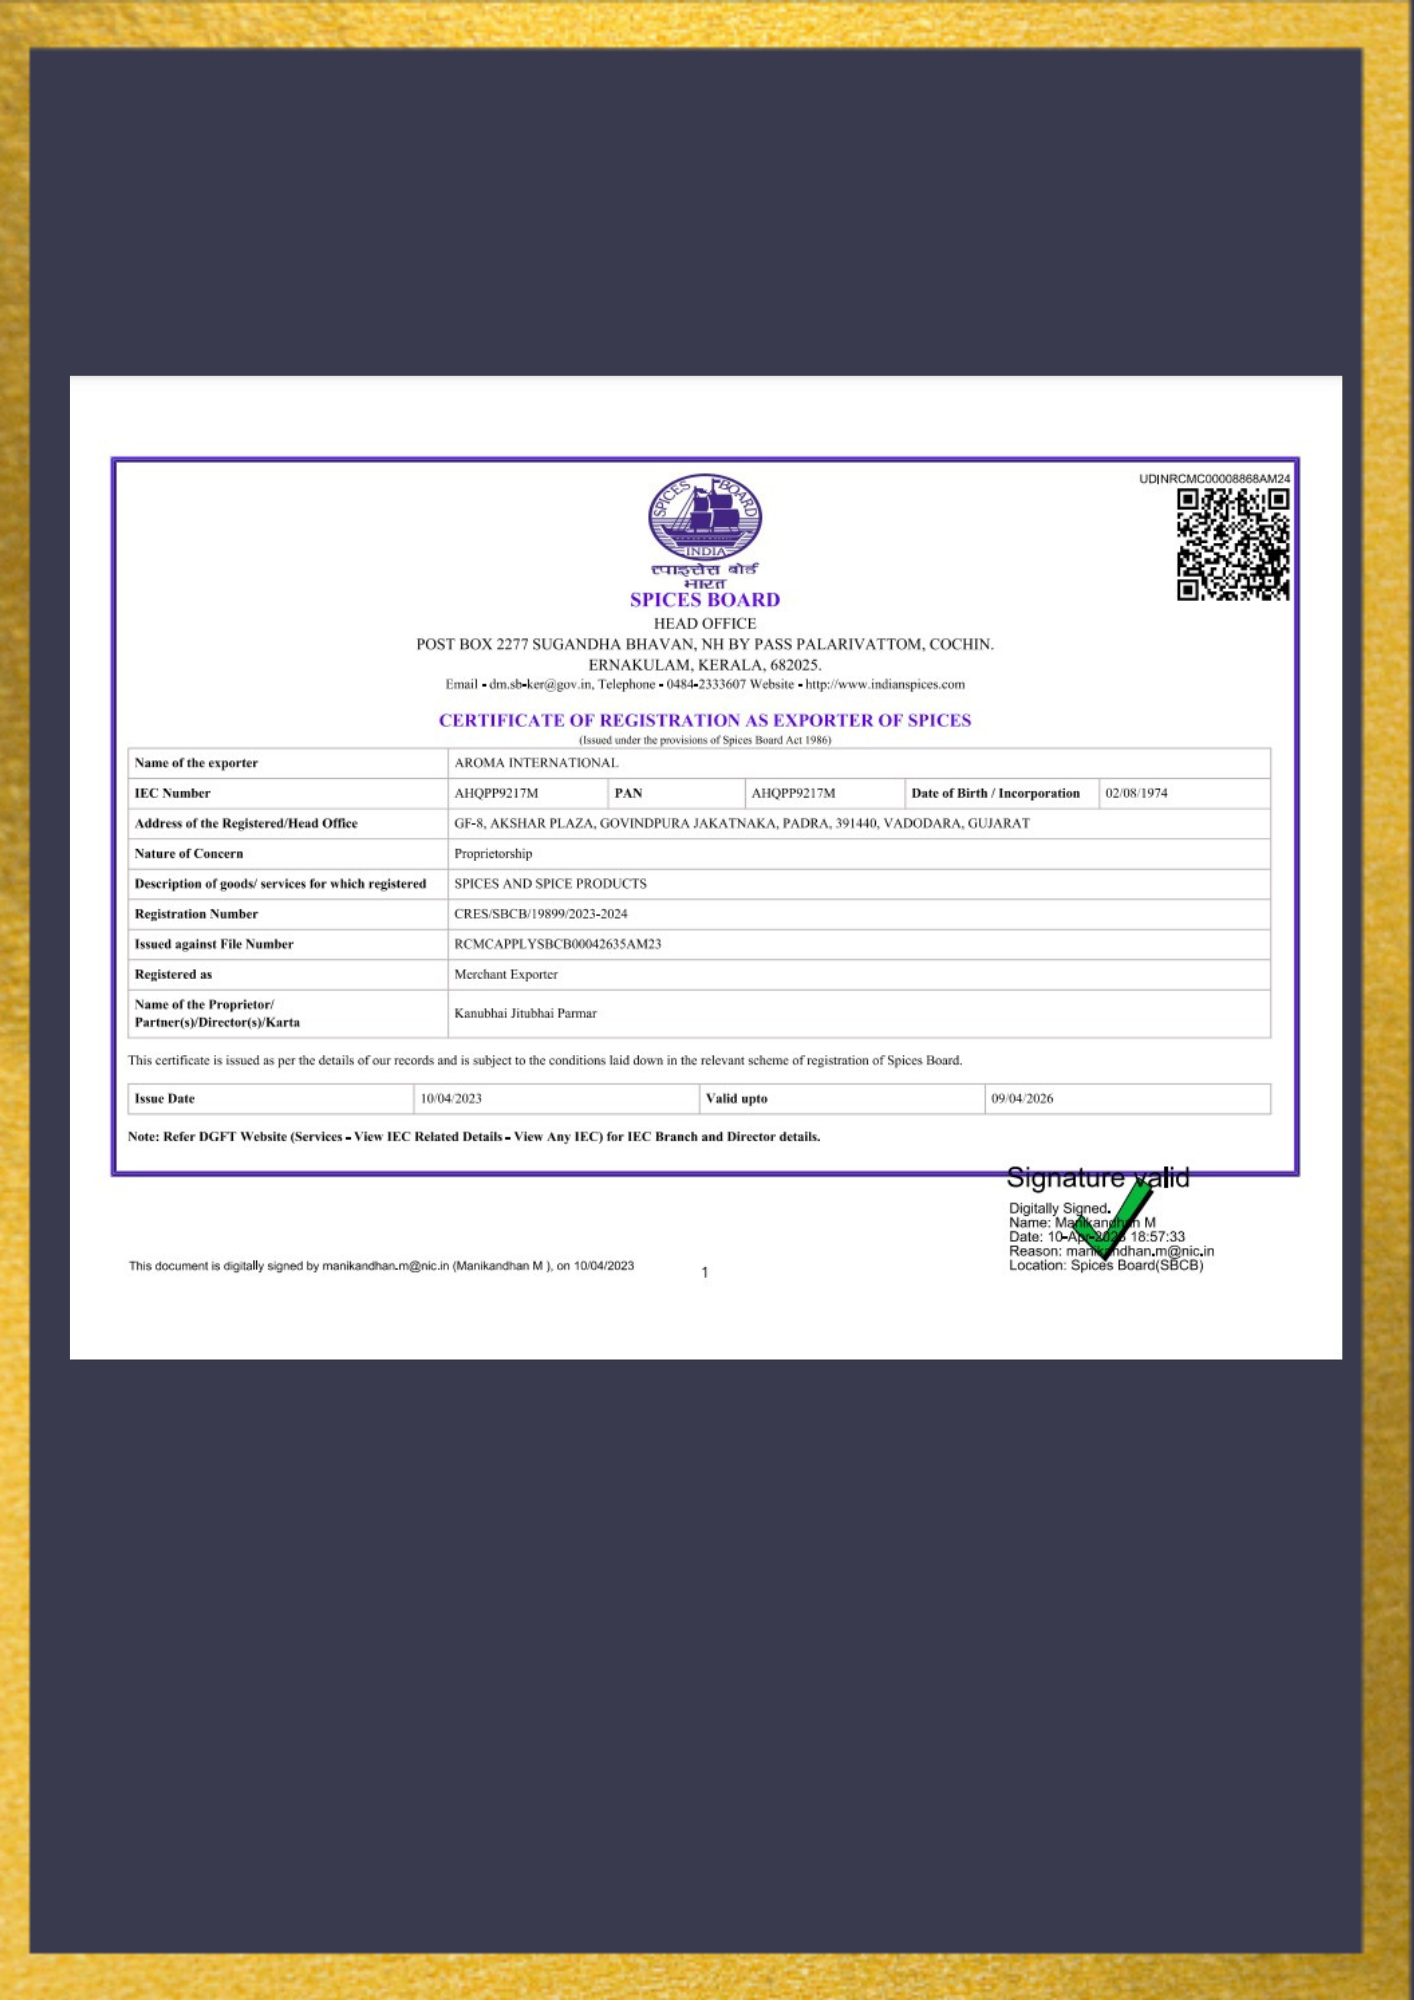 UDINRCMC00008868AM24
SPICES BOARD
INDIA
स्पाइसेस बोर्ड
भारत
SPICES BOARD
HEAD OFFICE
POST BOX 2277 SUGANDHA BHAVAN, NH BY PASS PALARIVATTOM, COCHIN.
ERNAKULAM, KERALA, 682025.
Email - dm.sb-ker@gov.in, Telephone - 0484-2333607 Website - http://www.indianspices.com
CERTIFICATE OF REGISTRATION AS EXPORTER OF SPICES
(Issued under the provisions of Spices Board Act 1986)
Name of the exporter AROMA INTERNATIONAL
IEC Number AHQPP9217M PAN AHQPP9217M Date of Birth / Incorporation 02/08/1974
Address of the Registered/Head Office GF-8, AKSHAR PLAZA, GOVINDPURA JAKATNAKA, PADRA, 391440, VADODARA, GUJARAT
Nature of Concern Proprietorship
Description of goods/ services for which registered SPICES AND SPICE PRODUCTS
Registration Number CRES/SBCB/19899/2023-2024
Issued against File Number RCMCAPPLYSBCB00042635AM23
Registered as Merchant Exporter
Name of the Proprietor/
Partner(s)/Director(s)/Karta Kanubhai Jitubhai Parmar
This certificate is issued as per the details of our records and is subject to the conditions laid down in the relevant scheme of registration of Spices Board.
Issue Date 10/04/2023 Valid upto 09/04/2026
Note: Refer DGFT Website (Services - View IEC Related Details - View Any IEC) for IEC Branch and Director details.
Signature valid
Digitally Signed.
Name: Manikandhan M
Date: 10-Apr-2023 18:57:33
Reason: manikandhan.m@nic.in
Location: Spices Board(SBCB)
This document is digitally signed by manikandhan.m@nic.in (Manikandhan M ), on 10/04/2023
1